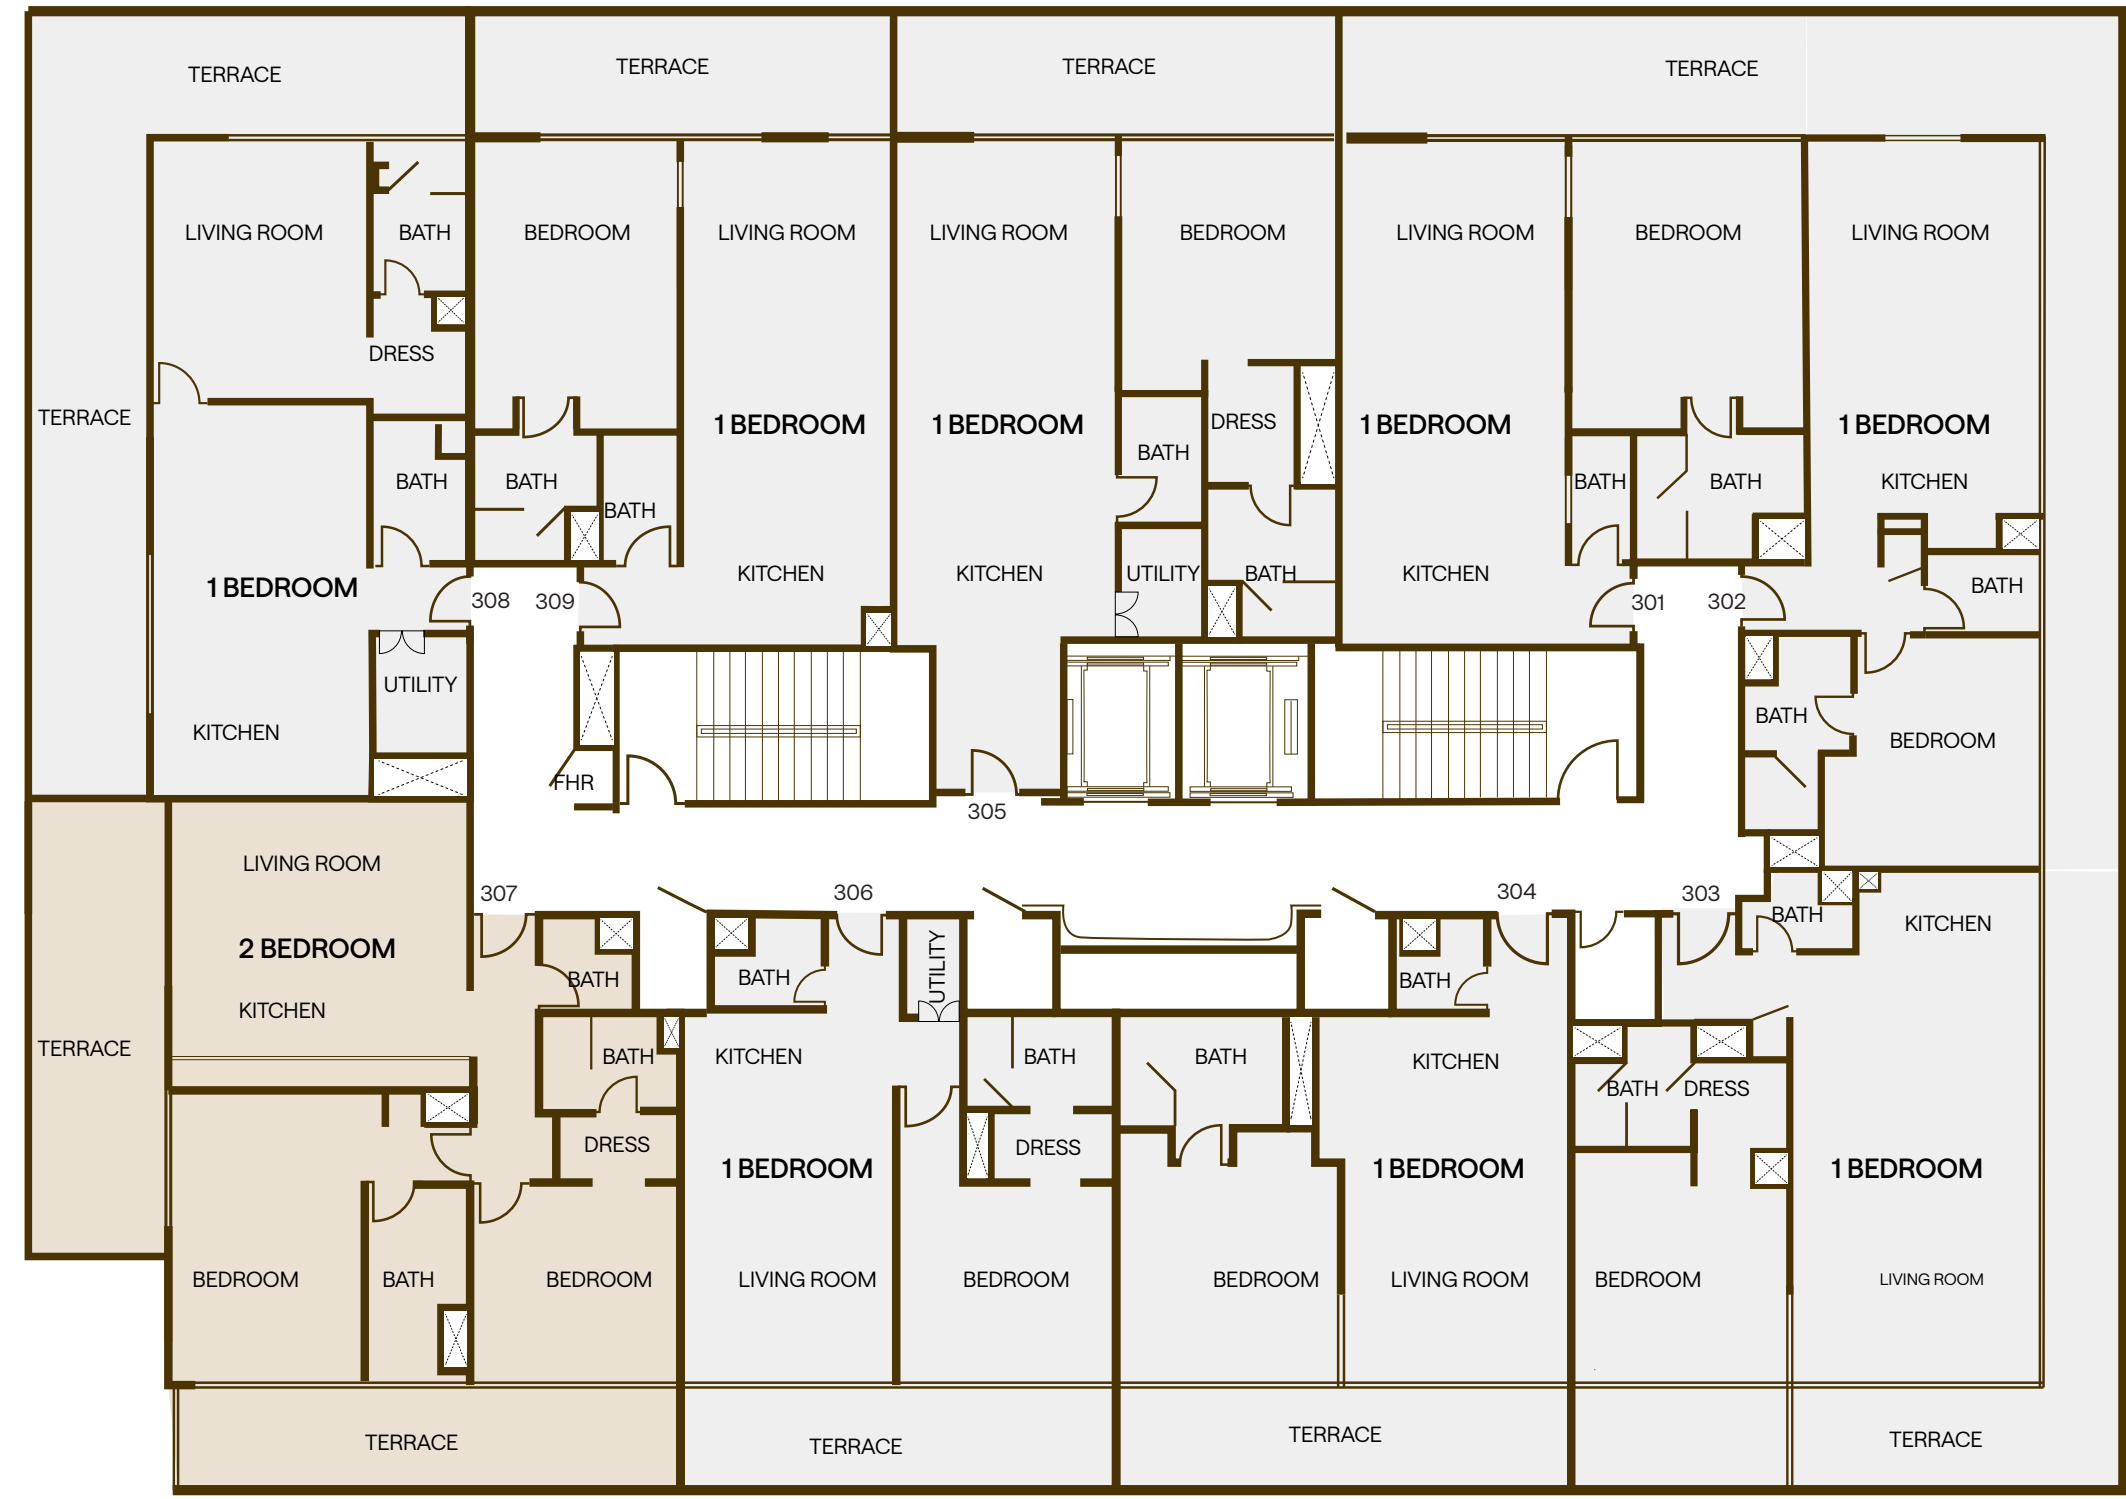 TERRACE
TERRACE
TERRACE
TERRACE
LIVING ROOM
BATH
BEDROOM
LIVING ROOM
LIVING ROOM
BEDROOM
LIVING ROOM
BEDROOM
LIVING ROOM
DRESS
TERRACE
1 BEDROOM
1 BEDROOM
DRESS
1 BEDROOM
1 BEDROOM
BATH
BATH
BATH
BATH
BATH
BATH
KITCHEN
BATH
1 BEDROOM
KITCHEN
KITCHEN
UTILITY
BATH
KITCHEN
BATH
308
309
301
302
UTILITY
KITCHEN
BATH
BEDROOM
FHR
305
LIVING ROOM
307
306
304
303
BATH
KITCHEN
2 BEDROOM
KITCHEN
BATH
BATH
UTILITY
BATH
TERRACE
BATH
KITCHEN
BATH
BATH
KITCHEN
BATH
DRESS
DRESS
1 BEDROOM
DRESS
1 BEDROOM
1 BEDROOM
BEDROOM
BATH
BEDROOM
LIVING ROOM
BEDROOM
BEDROOM
LIVING ROOM
BEDROOM
LIVING ROOM
TERRACE
TERRACE
TERRACE
TERRACE